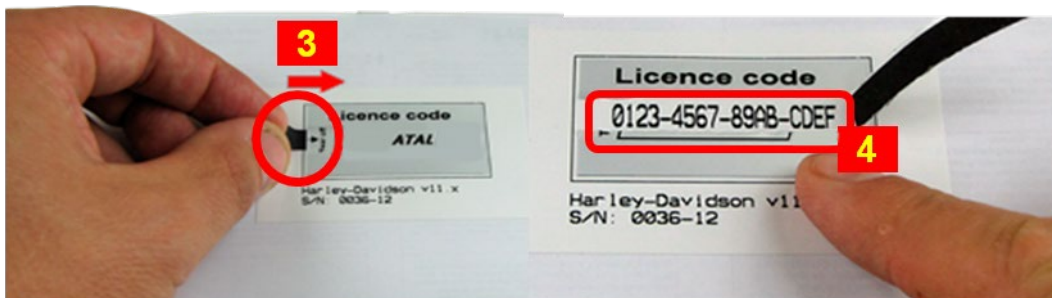 3
Licence code
ATAL
Harley-Davidson v11.x
S/N: 0036-12
Licence code
0123-4567-89AB-CDEF
4
Harley-Davidson v11
S/N: 0036-12